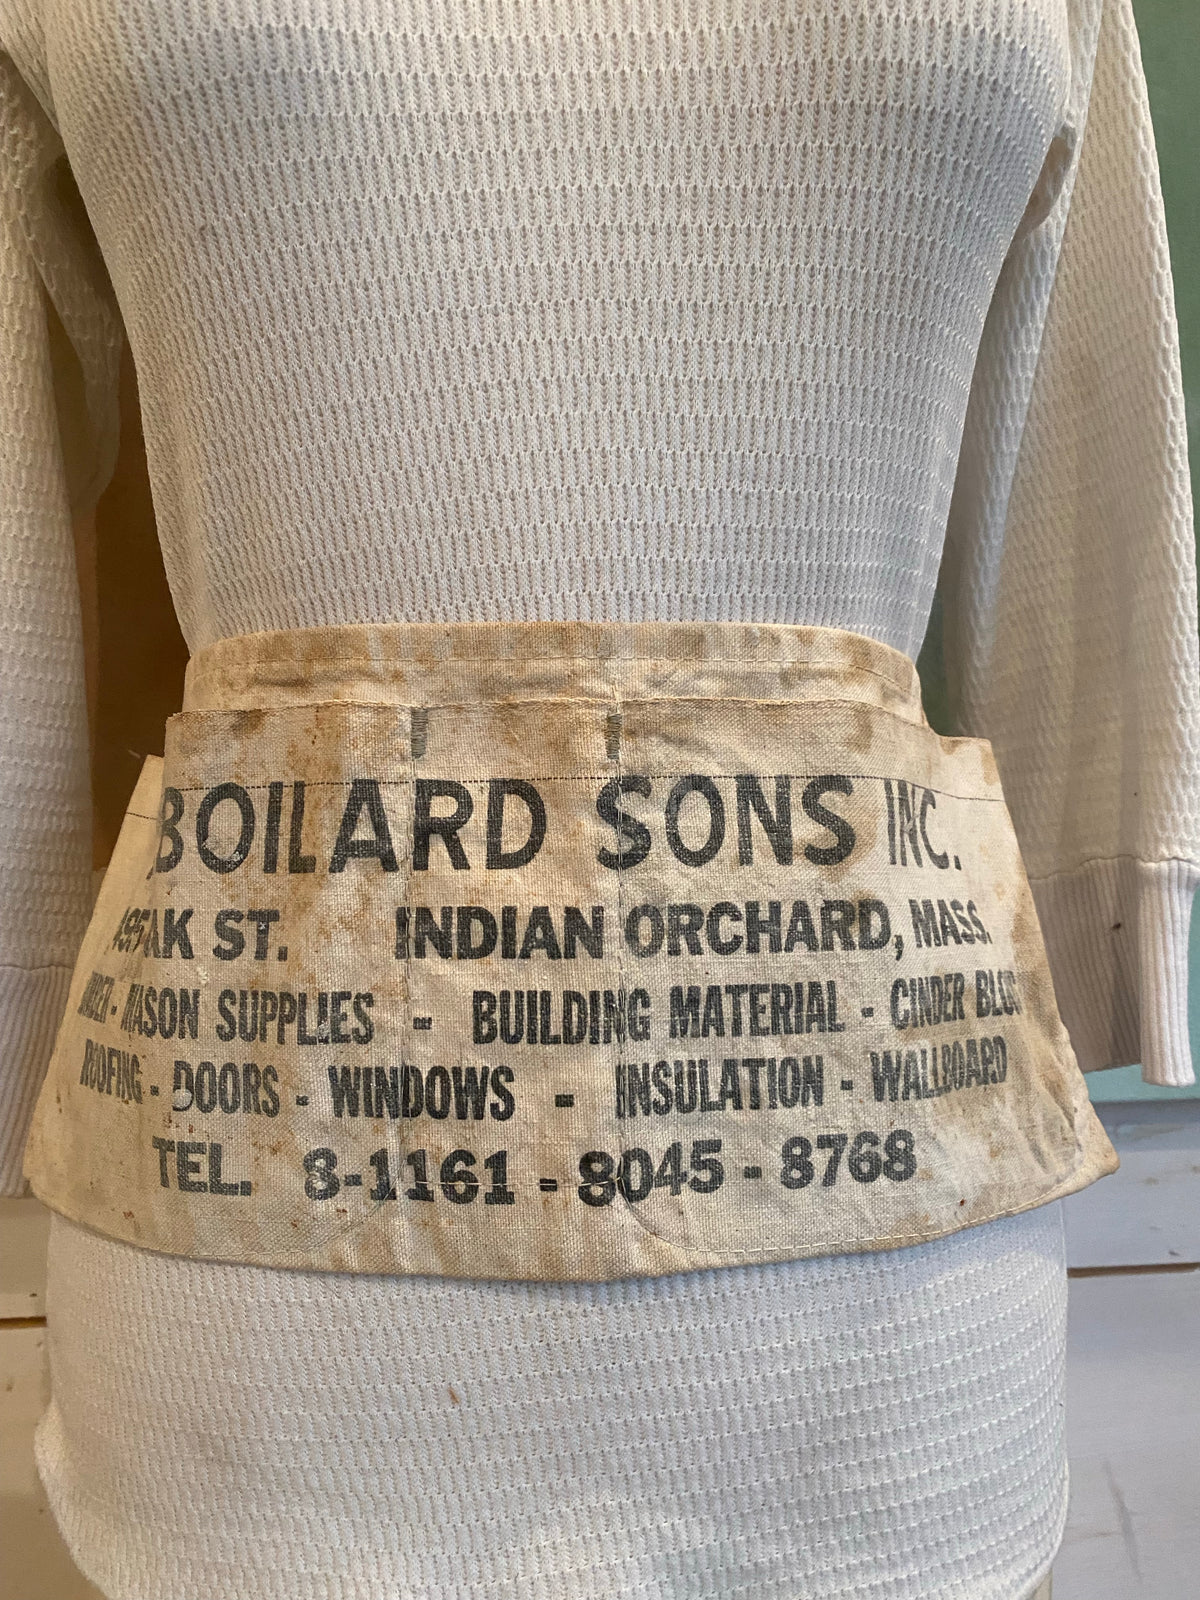 BOILARD SONS INC.
495 ST. INDIAN ORCHARD, MASS.
MASON SUPPLIES - BUILDING MATERIAL - CINDER
ROOFING - DOORS - WINDOWS - INSULATION - WALLBOARD
TEL. 8-1161 - 8045 - 8768